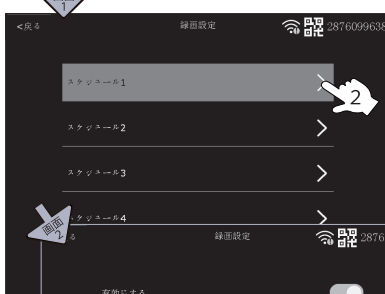 1
<戻る 録画設定 2876099638
スケジュール1
2
スケジュール2
スケジュール3
スケジュール4
画面2
る 録画設定 2876
有効にする